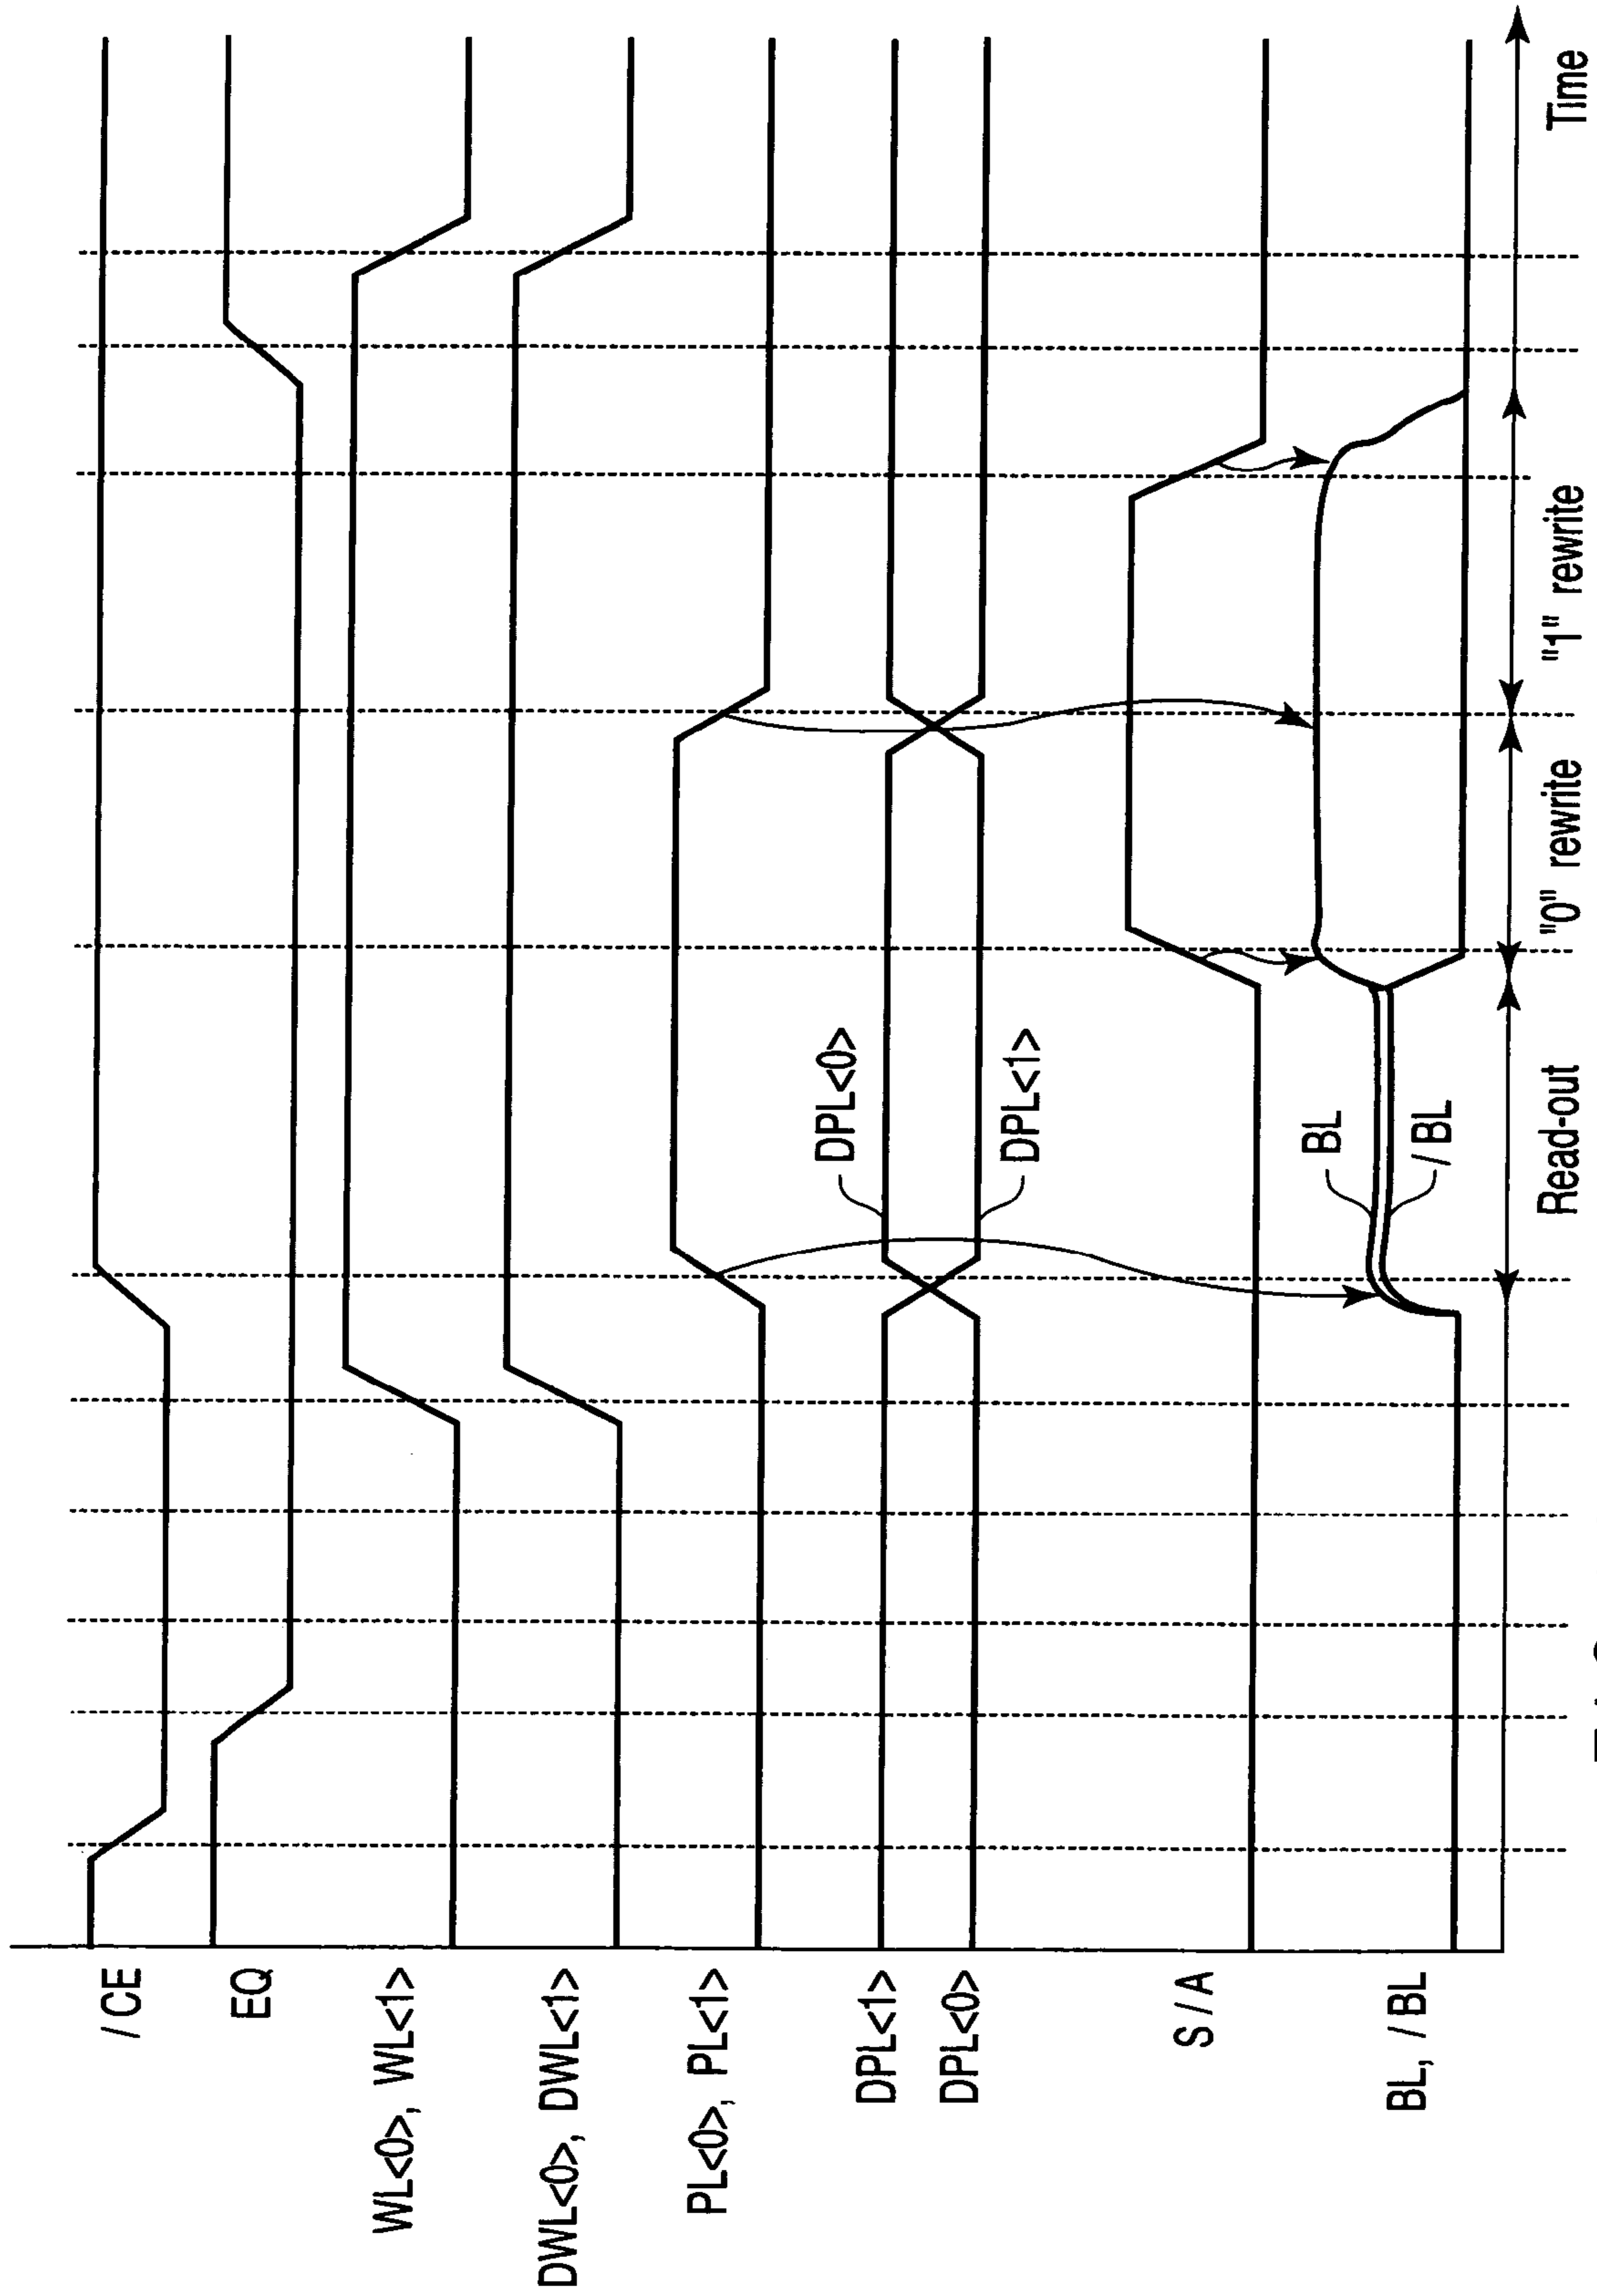 / CE
EQ
WL<0>, WL<1>
DWL<0>, DWL<1>
PL<0>, PL<1>
DPL<1>
DPL<0>
DPL<0>
DPL<1>
S / A
BL, / BL
BL
/ BL
Read-out
"0" rewrite
"1" rewrite
Time